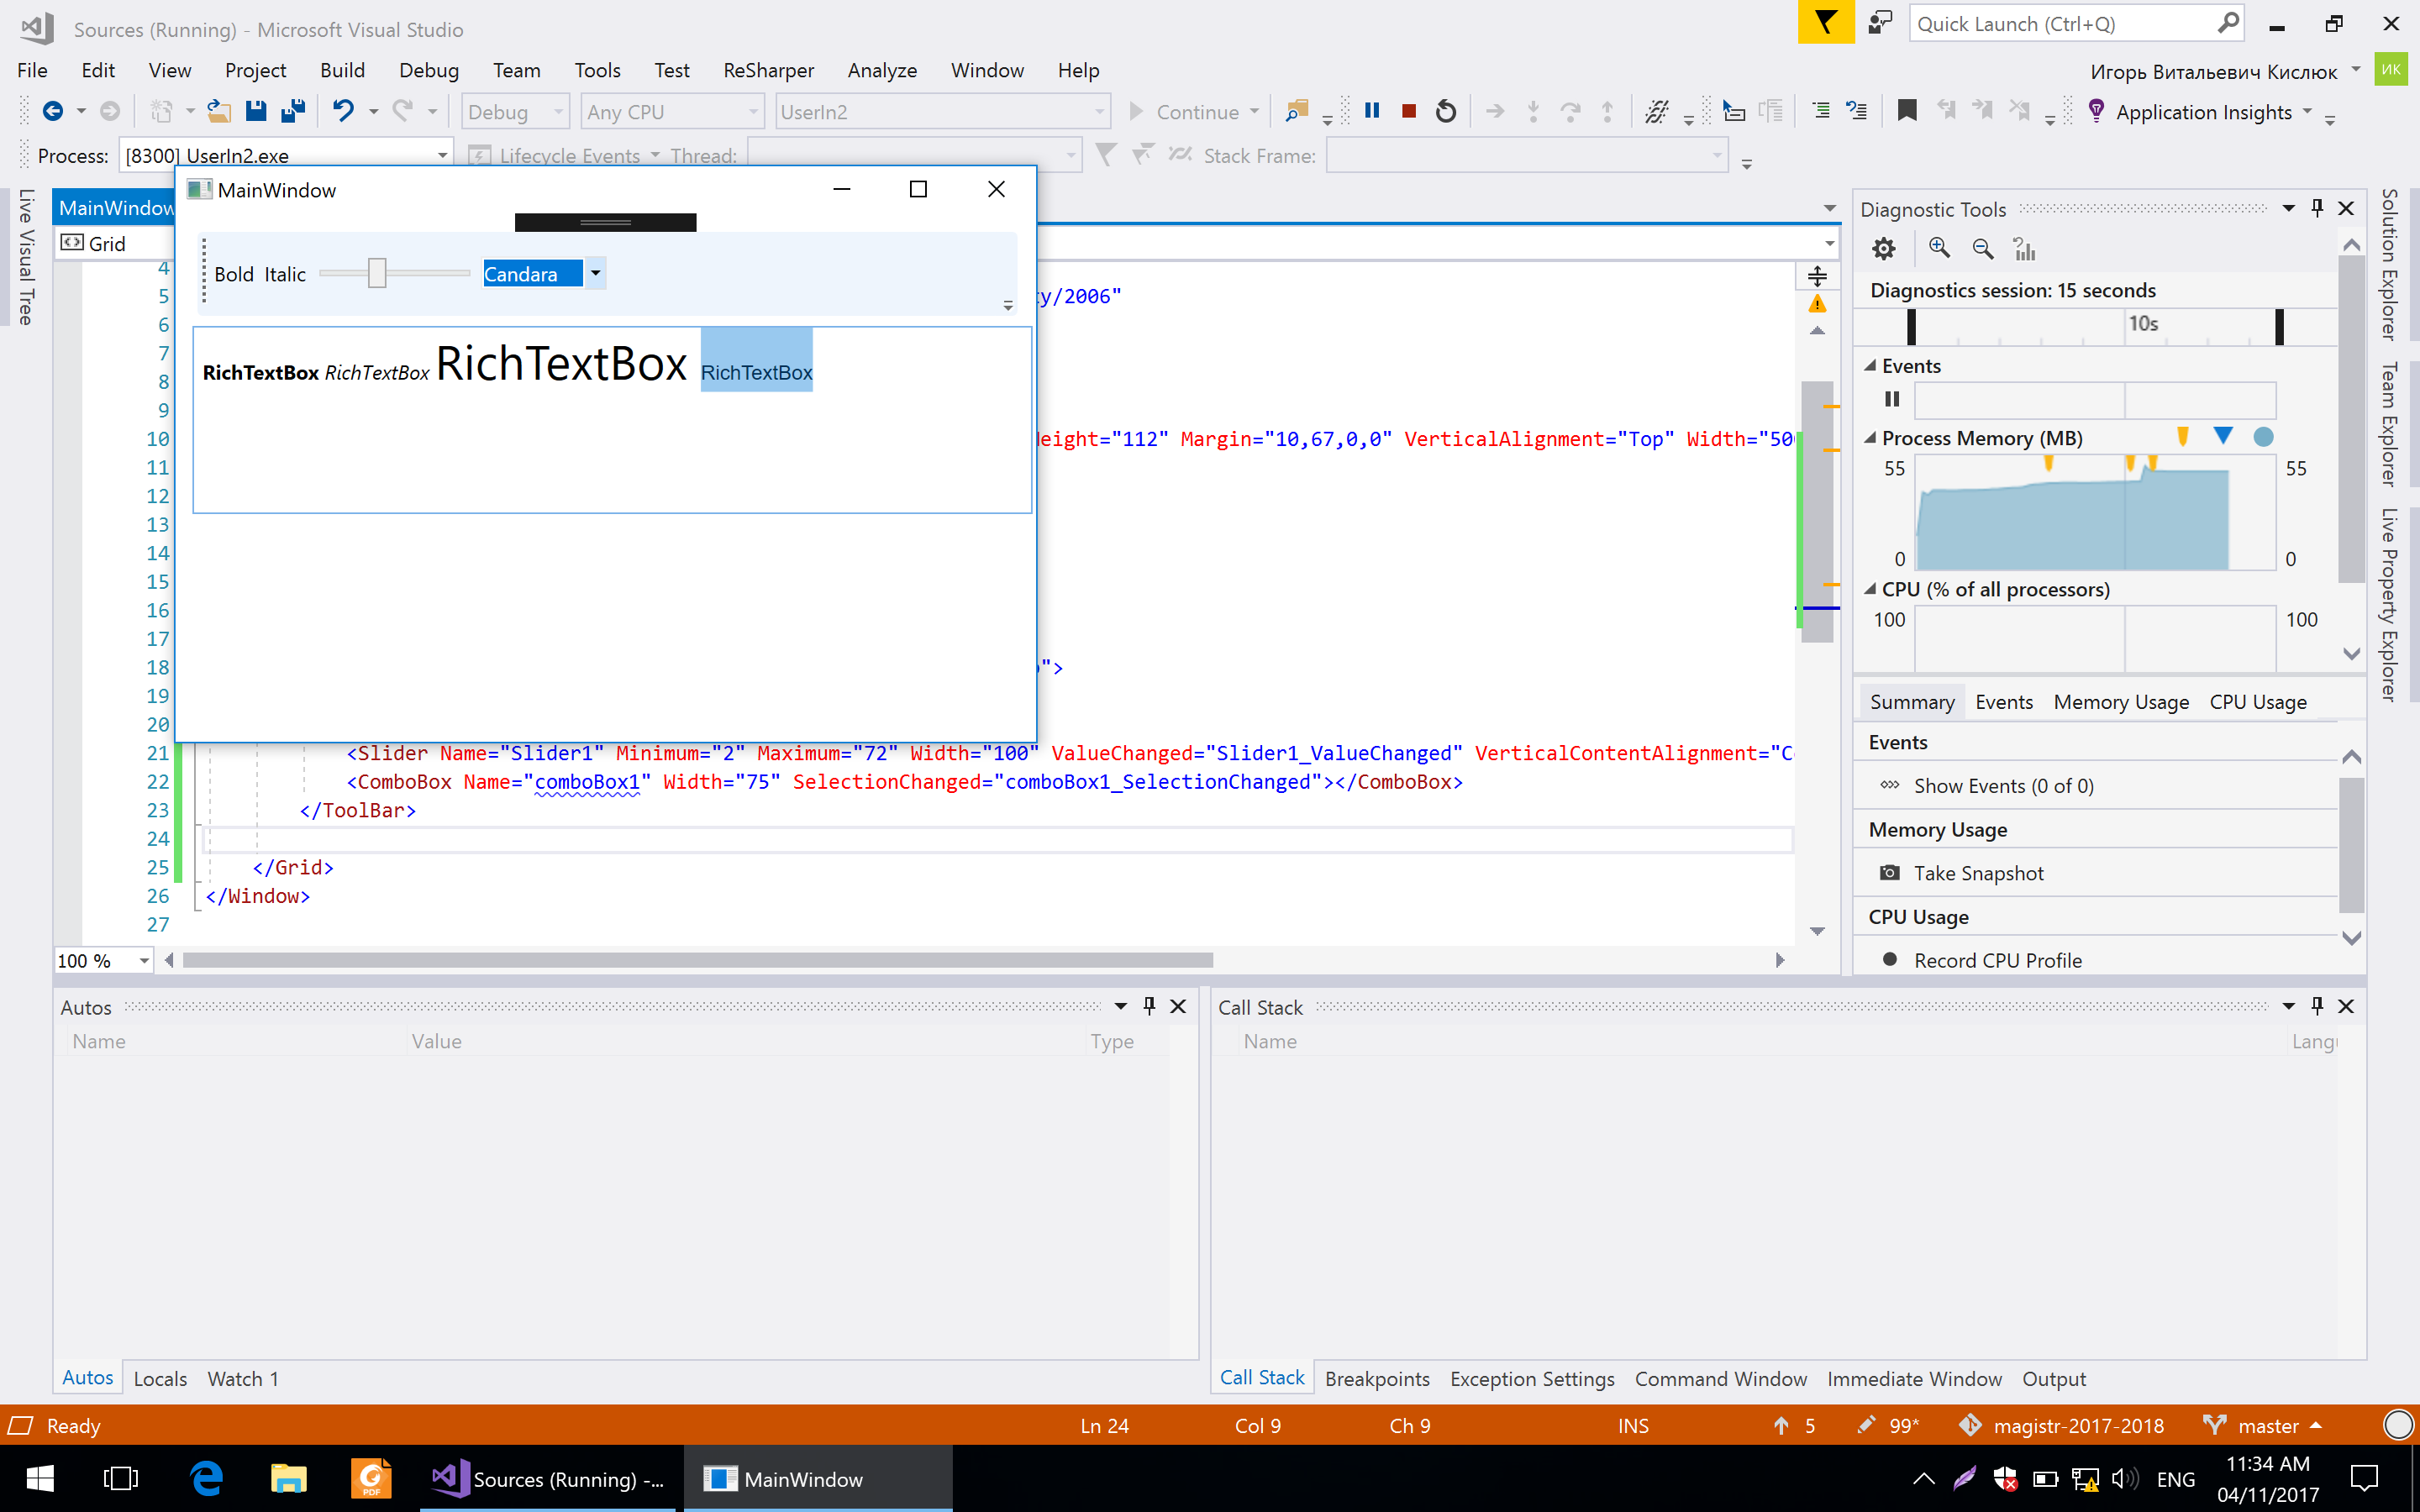 Sources (Running) - Microsoft Visual Studio
Quick Launch (Ctrl+Q)
File Edit View Project Build Debug Team Tools Test ReSharper Analyze Window Help
Игорь Витальевич Кислюк ИК
Debug Any CPU UserIn2 Continue Application Insights
Process: [8300] UserIn2.exe Lifecycle Events Thread: Stack Frame:
MainWindow
MainWindow
Grid
Bold Italic Candara
RichTextBox RichTextBox RichTextBox RichTextBox
4
5 ty/2006"
6
7
8
9
10 Height="112" Margin="10,67,0,0" VerticalAlignment="Top" Width="50
11
12
13
14
15
16
17
18 ">
19
20
21 <Slider Name="Slider1" Minimum="2" Maximum="72" Width="100" ValueChanged="Slider1_ValueChanged" VerticalContentAlignment="C
22 <ComboBox Name="comboBox1" Width="75" SelectionChanged="comboBox1_SelectionChanged"></ComboBox>
23 </ToolBar>
24
25 </Grid>
26 </Window>
27
100 %
Live Visual Tree
Diagnostic Tools
Diagnostics session: 15 seconds
10s
Events
Process Memory (MB)
55 55
0 0
CPU (% of all processors)
100 100
Summary Events Memory Usage CPU Usage
Events
Show Events (0 of 0)
Memory Usage
Take Snapshot
CPU Usage
Record CPU Profile
Solution Explorer
Team Explorer
Live Property Explorer
Autos
Name Value Type
Autos Locals Watch 1
Call Stack
Name Langu
Call Stack Breakpoints Exception Settings Command Window Immediate Window Output
Ready Ln 24 Col 9 Ch 9 INS 5 99* magistr-2017-2018 master
PDF
Sources (Running) -...
MainWindow
ENG
11:34 AM
04/11/2017